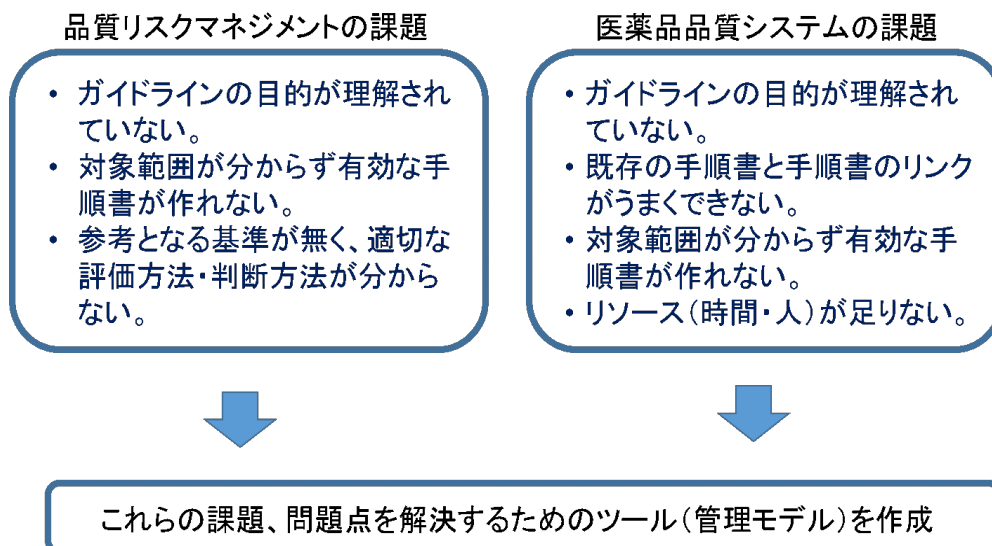 品質リスクマネジメントの課題
• ガイドラインの目的が理解され
ていない。
• 対象範囲が分からず有効な手
順書が作れない。
• 参考となる基準が無く、適切な
評価方法・判断方法が分から
ない。
医薬品品質システムの課題
• ガイドラインの目的が理解され
ていない。
• 既存の手順書と手順書のリンク
がうまくできない。
• 対象範囲が分からず有効な手
順書が作れない。
• リソース（時間・人）が足りない。
これらの課題、問題点を解決するためのツール（管理モデル）を作成